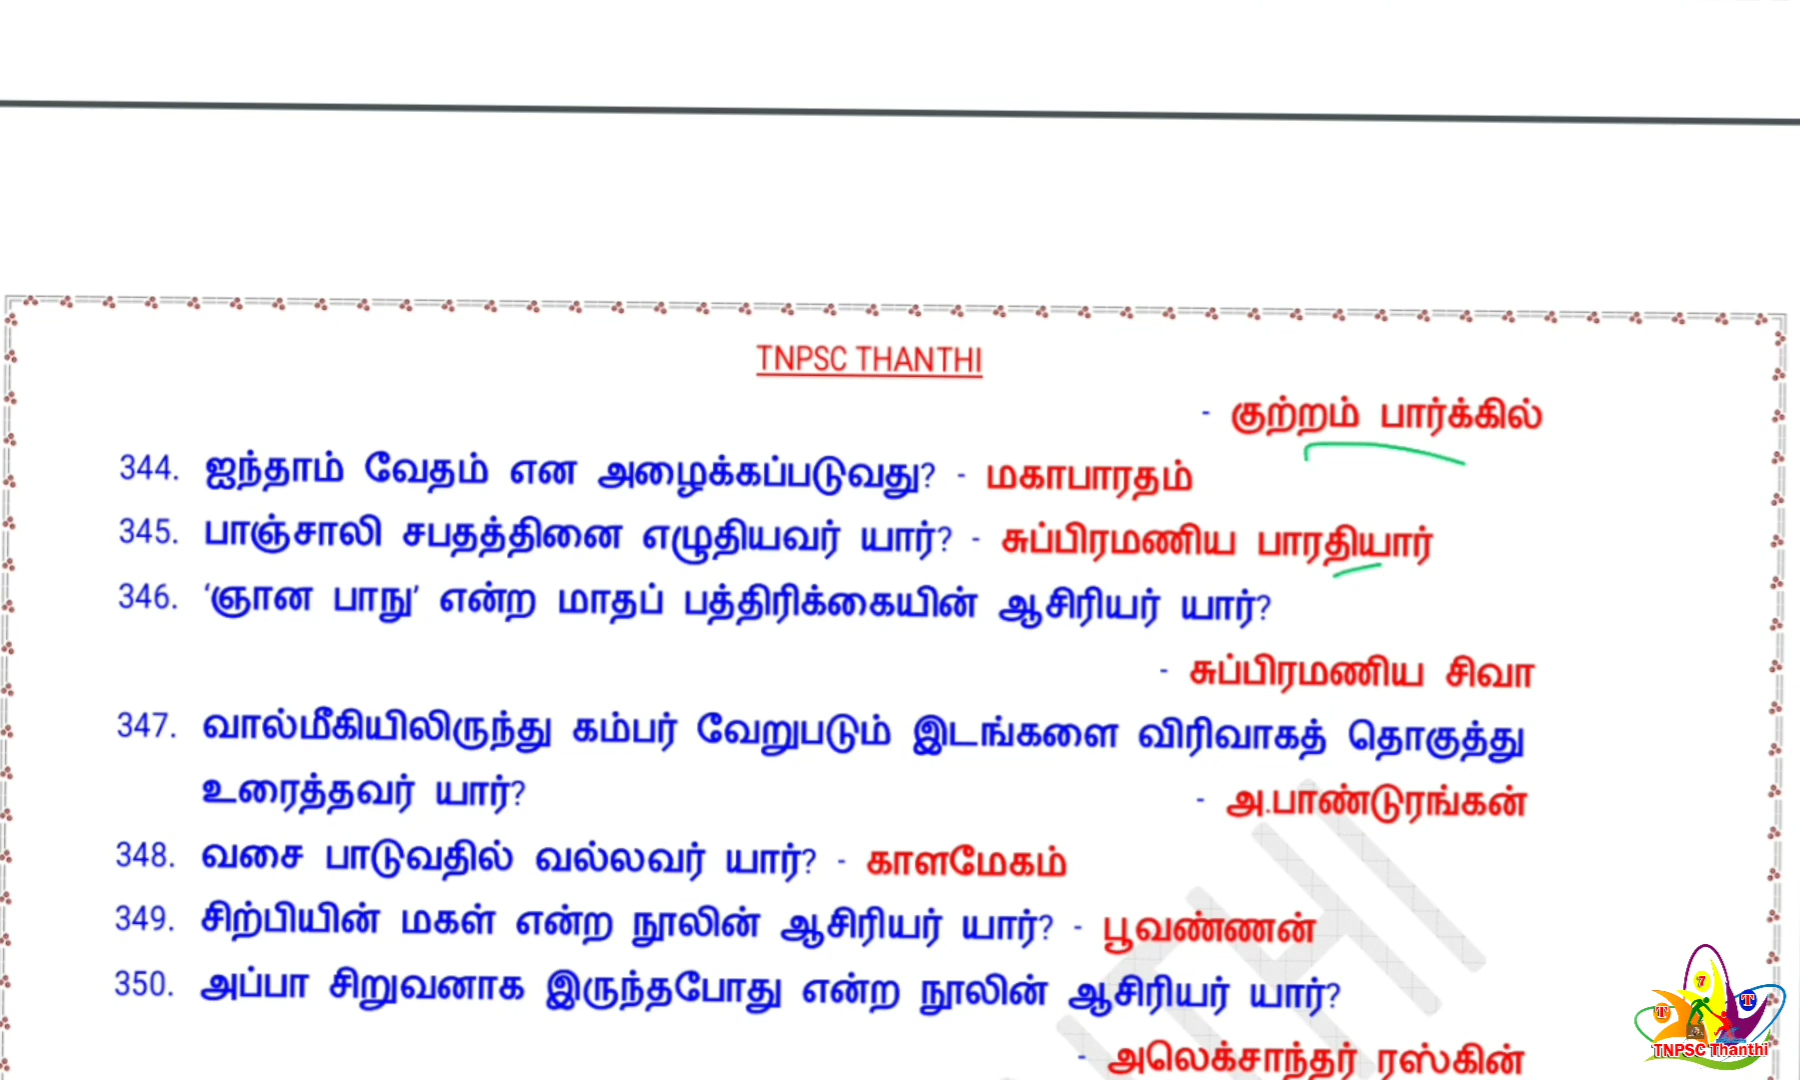 TNPSC THANTHI
- குற்றம் பார்க்கில்
344. ஐந்தாம் வேதம் என அழைக்கப்படுவது? - மகாபாரதம்
345. பாஞ்சாலி சபதத்தினை எழுதியவர் யார்? - சுப்பிரமணிய பாரதியார்
346. ‘ஞான பாநு’ என்ற மாதப் பத்திரிக்கையின் ஆசிரியர் யார்?
- சுப்பிரமணிய சிவா
347. வால்மீகியிலிருந்து கம்பர் வேறுபடும் இடங்களை விரிவாகத் தொகுத்து
உரைத்தவர் யார்? - அ.பாண்டுரங்கன்
348. வசை பாடுவதில் வல்லவர் யார்? - காளமேகம்
349. சிற்பியின் மகள் என்ற நூலின் ஆசிரியர் யார்? - பூவண்ணன்
350. அப்பா சிறுவனாக இருந்தபோது என்ற நூலின் ஆசிரியர் யார்?
- அலெக்சாந்தர் ரஸ்கின்
7
T T
TNPSC Thanthi